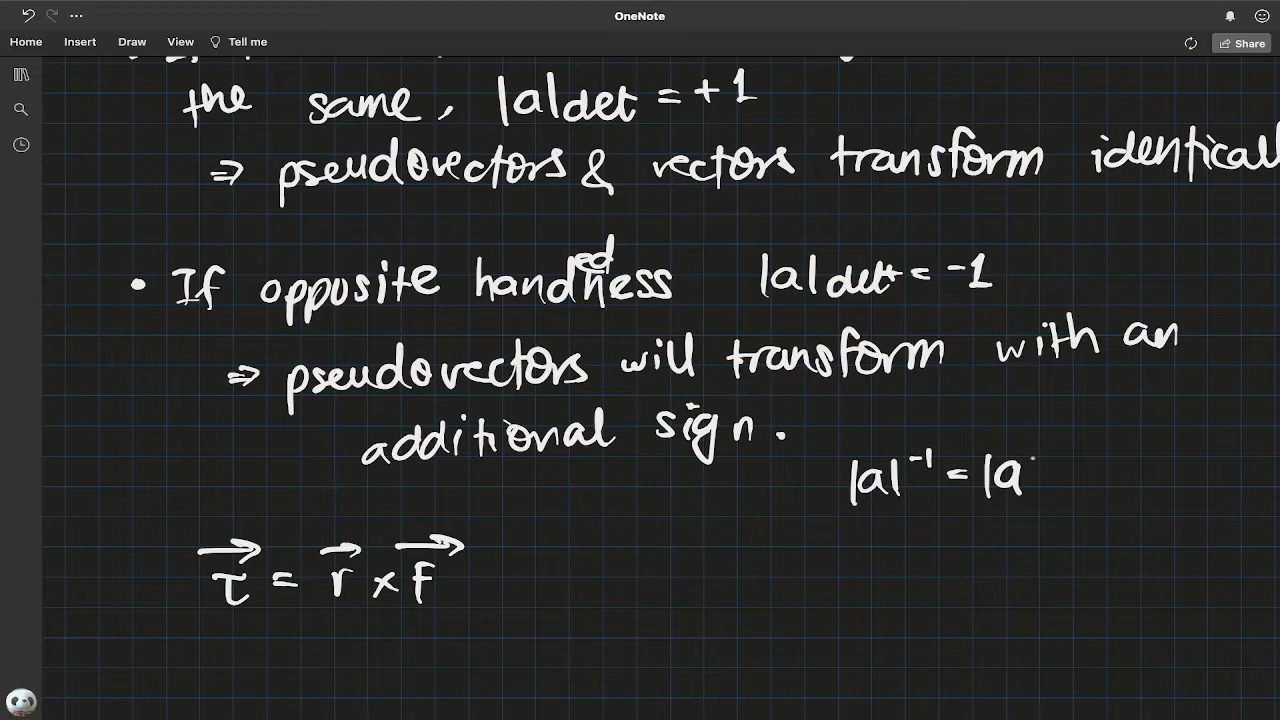 OneNote
Home Insert Draw View Tell me Share
the same, |a|det = +1
⇒ pseudovectors & vectors transform identicall
• If opposite handedness |a|det = -1
⇒ pseudovectors will transform with an
additional sign.
|a|⁻¹ = |a
τ⃗ = r⃗ × F⃗